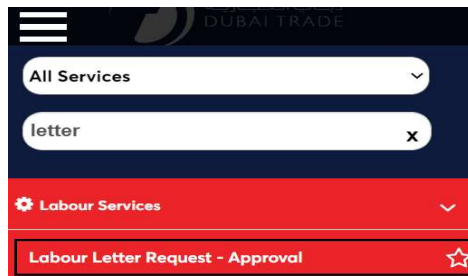 DUBAI TRADE
All Services
letter
x
Labour Services
Labour Letter Request - Approval